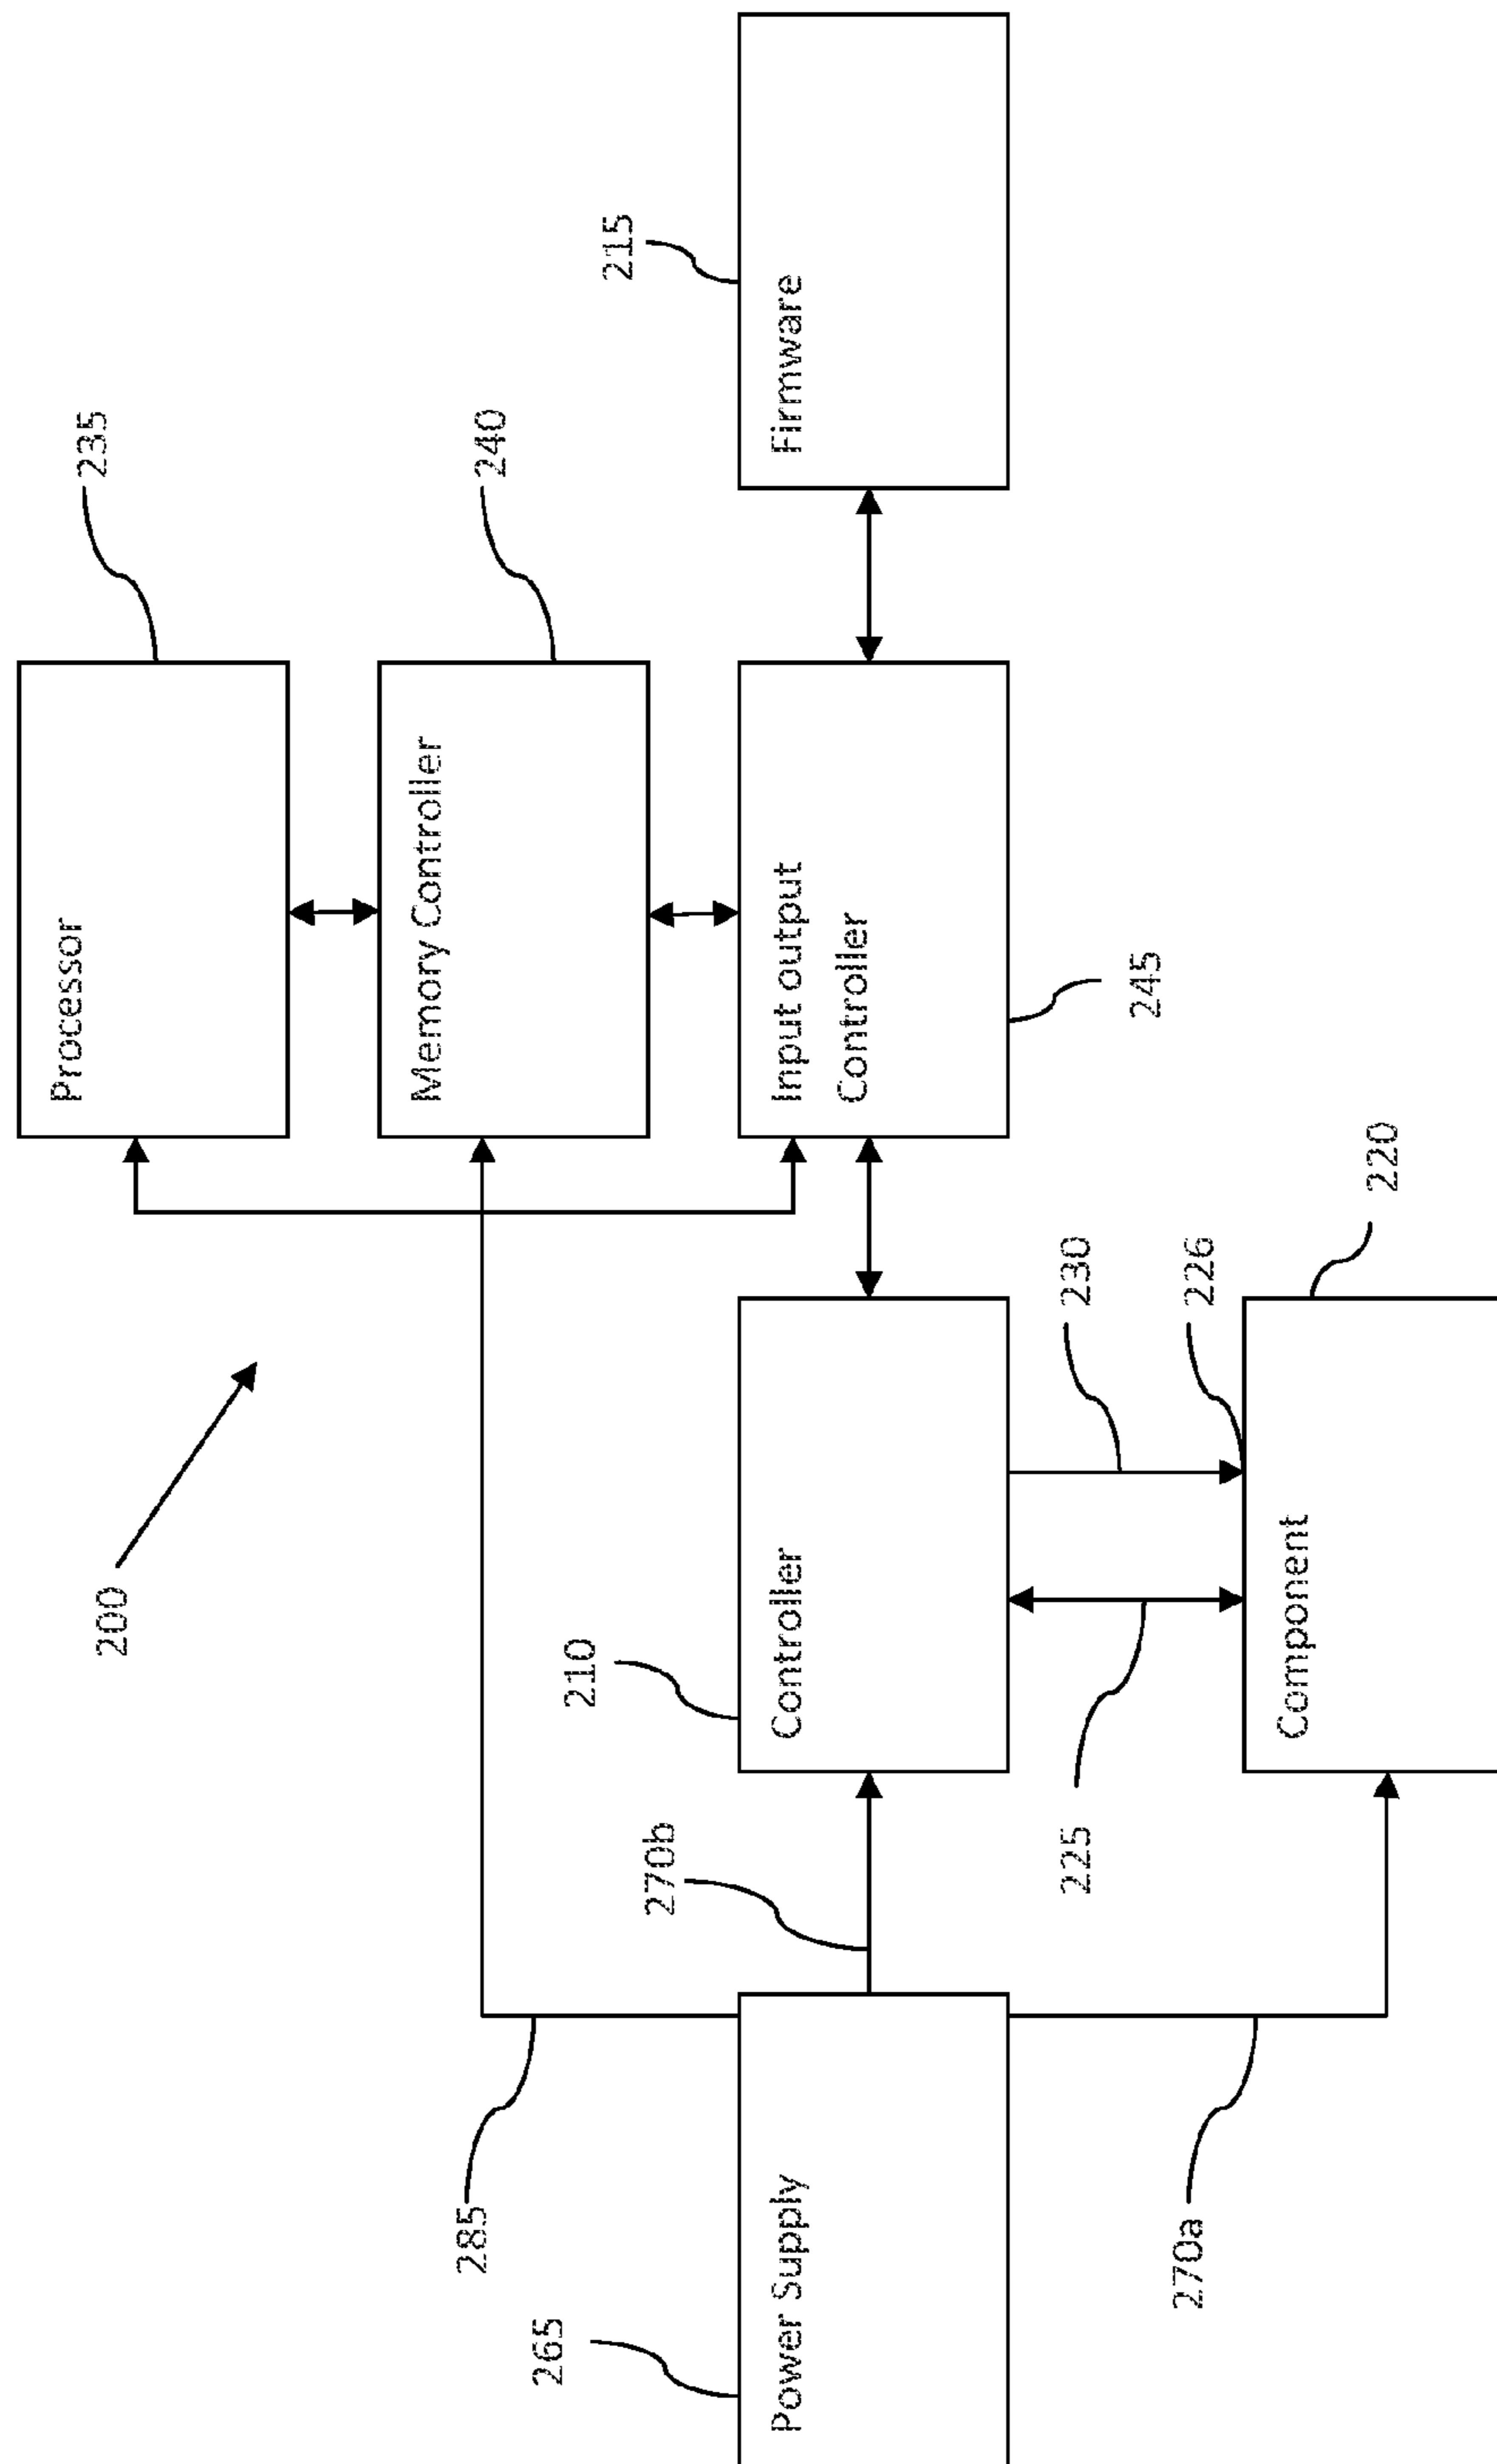 200
Processor
235
285
Memory Controller
240
265
Power Supply
270b
210
Controller
Input output
Controller
245
215
Firmware
225
230
226
270a
Component
220